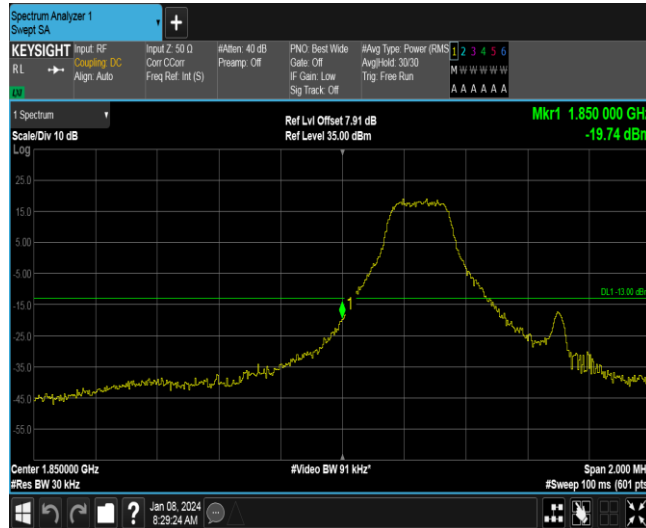 Spectrum Analyzer 1
Swept SA
+
KEYSIGHT Input: RF Input Z: 50 Ω #Atten: 40 dB PNO: Best Wide #Avg Type: Power (RMS 1 2 3 4 5 6
RL Coupling: DC Corr CCorr Preamp: Off Gate: Off Avg|Hold: 30/30 M W W W W W
Align: Auto Freq Ref: Int (S) IF Gain: Low Trig: Free Run
Sig Track: Off A A A A A A
LXI
1 Spectrum Ref Lvl Offset 7.91 dB Mkr1 1.850 000 GHz
Scale/Div 10 dB Ref Level 35.00 dBm -19.74 dBm
Log
25.0
15.0
5.00
-5.00
DL1 -13.00 dBm
1
-15.0
-25.0
-35.0
-45.0
-55.0
Center 1.850000 GHz #Video BW 91 kHz* Span 2.000 MH
#Res BW 30 kHz #Sweep 100 ms (601 pts
? Jan 08, 2024
8:29:24 AM